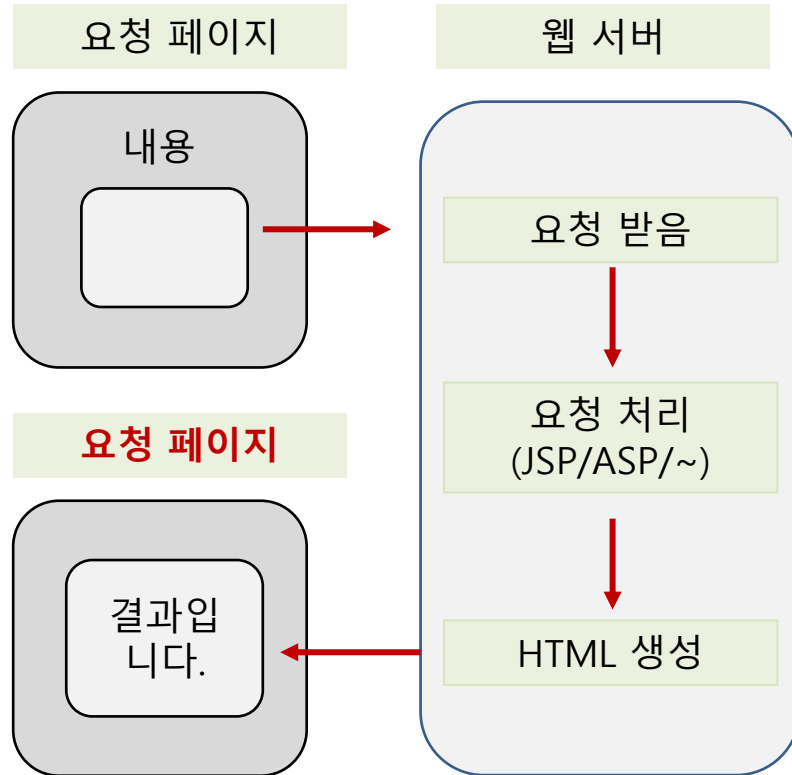 요청 페이지
웹 서버
내용
요청 받음
요청 처리
(JSP/ASP/~)
요청 페이지
결과입
니다.
HTML 생성